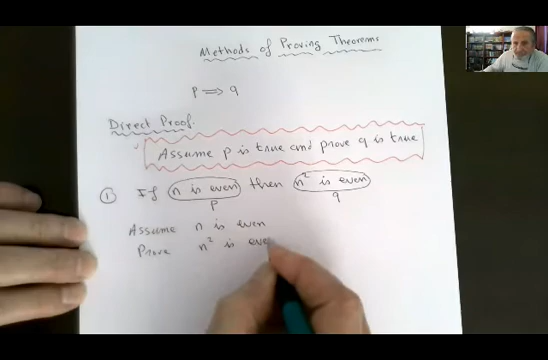 Methods of Proving Theorems
P ⟹ q
Direct Proof.
Assume p is true and prove q is true
① If n is even then n² is even
p q
Assume n is even
Prove n² is eve